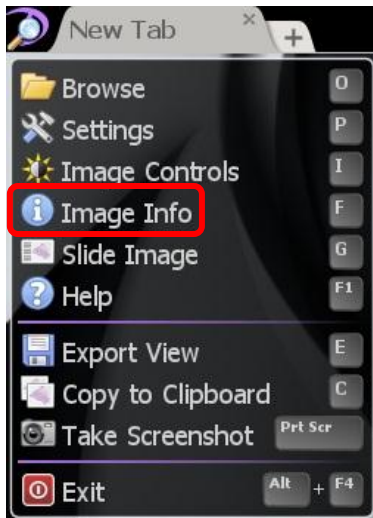 New Tab × +
Browse O
Settings P
Image Controls I
Image Info F
Slide Image G
Help F1
Export View E
Copy to Clipboard C
Take Screenshot Prt Scr
Exit Alt + F4